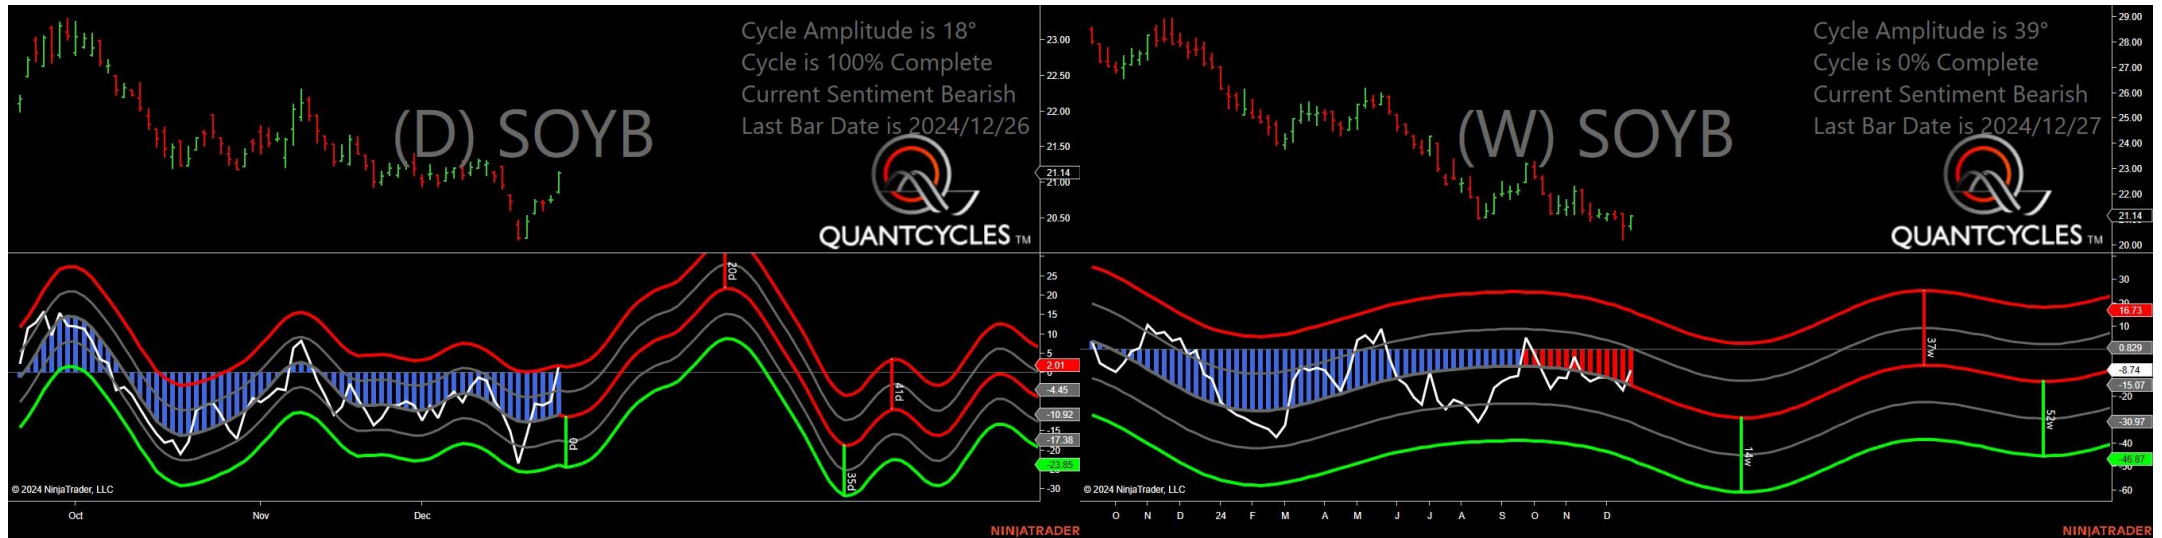 Cycle Amplitude is 18°
Cycle is 100% Complete
Current Sentiment Bearish
Last Bar Date is 2024/12/26
(D) SOYB
QUANTCYCLES TM
23.00
22.50
22.00
21.50
21.14
21.00
20.50
20d
41d
0d
35d
25
20
15
10
5
2.01
0
-4.45
-10.92
-15
-17.38
-20
-23.85
-30
© 2024 NinjaTrader, LLC
Oct Nov Dec
NINJATRADER
Cycle Amplitude is 39°
Cycle is 0% Complete
Current Sentiment Bearish
Last Bar Date is 2024/12/27
(W) SOYB
QUANTCYCLES TM
29.00
28.00
27.00
26.00
25.00
24.00
23.00
22.00
21.14
20.00
37w
14w
52w
30
20
16.73
10
0.829
-8.74
-15.07
-20
-30.97
-40
-46.87
-50
-60
© 2024 NinjaTrader, LLC
O N D 24 F M A M J J A S O N D
NINJATRADER